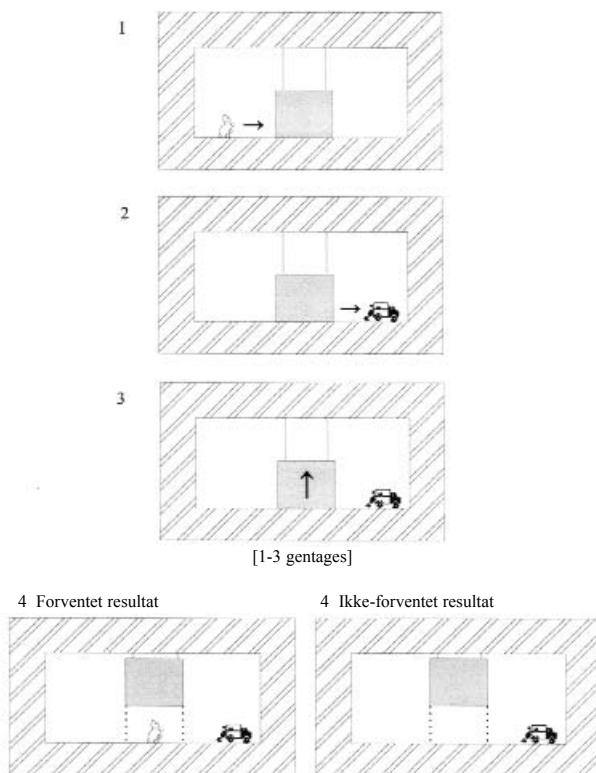 1
2
3
[1-3 gentages]
4 Forventet resultat
4 Ikke-forventet resultat